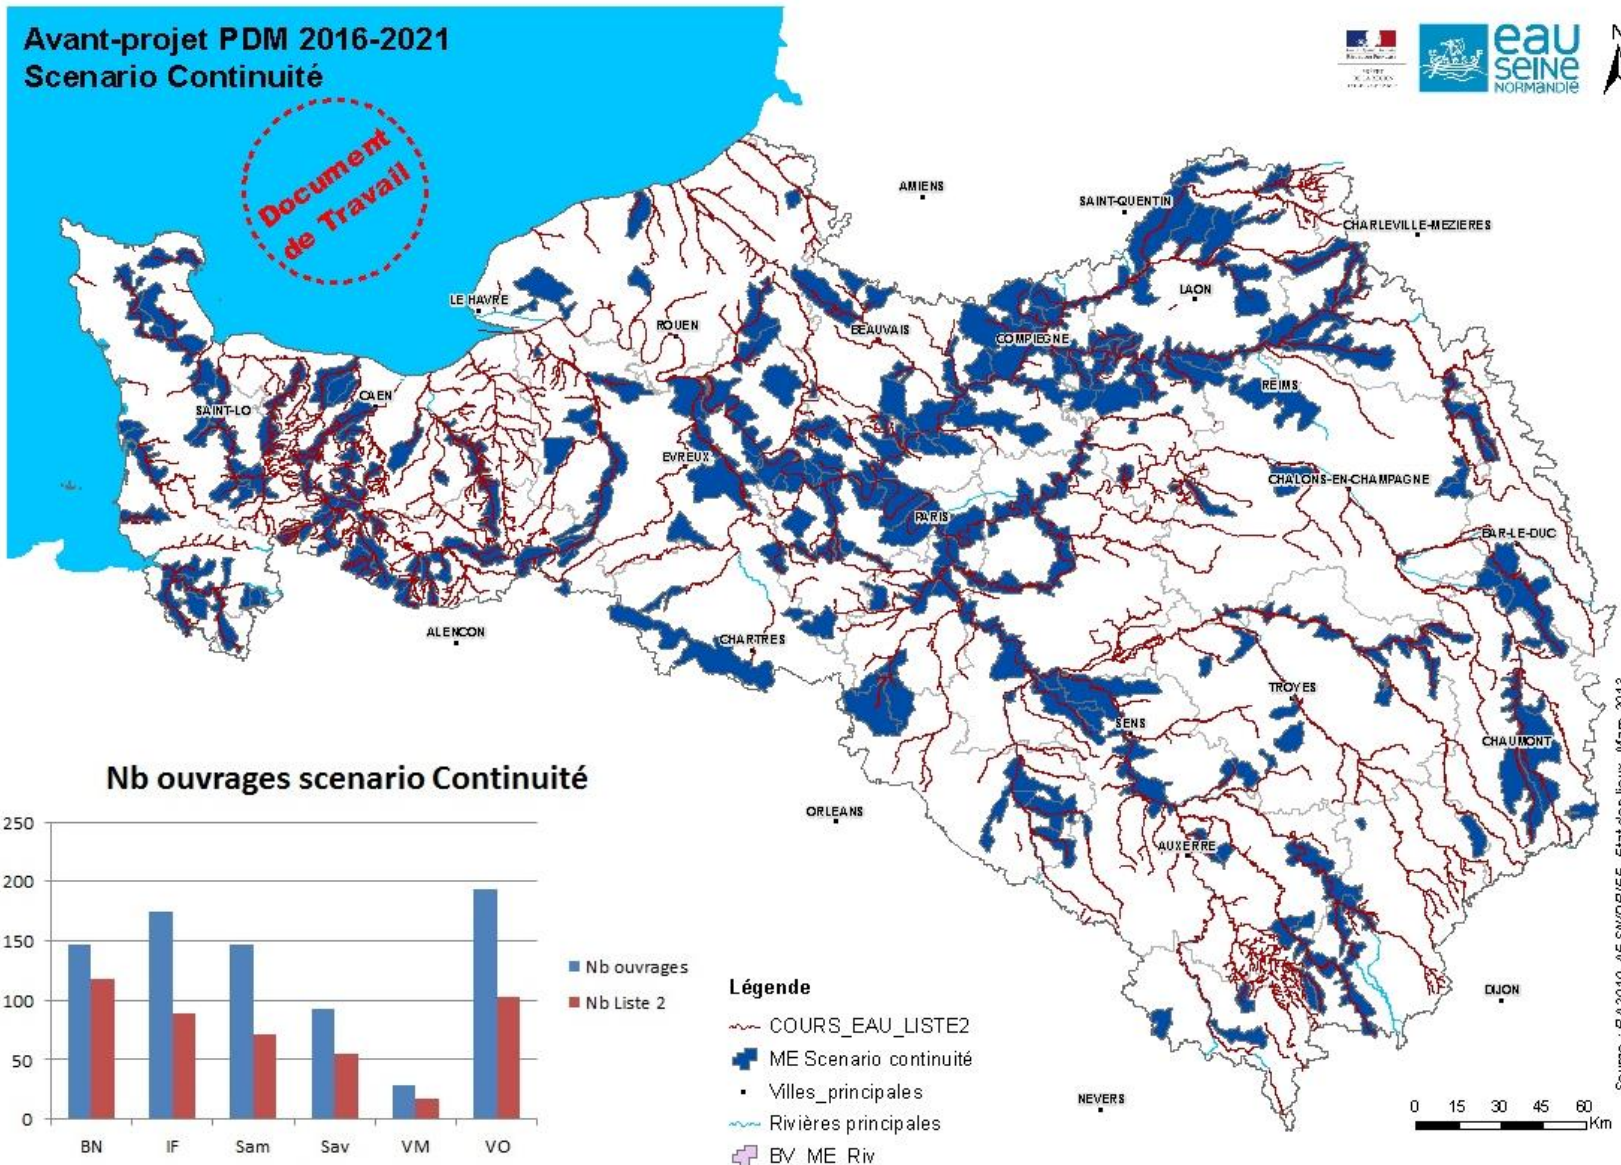 Avant-projet PDM 2016-2021
Scenario Continuité
Document
de Travail
eau
SEINE
NORMANDIE
N
AMIENS
SAINT-QUENTIN
CHARLEVILLE-MEZIERES
LAON
LE HAVRE
ROUEN
BEAUVAIS
COMPIEGNE
REIMS
SAINT-LO
CAEN
EVREUX
CHALONS-EN-CHAMPAGNE
PARIS
BAR-LE-DUC
ALENCON
CHARTRES
TROYES
SENS
CHAUMONT
ORLEANS
AUXERRE
DIJON
NEVERS
Nb ouvrages scenario Continuité
250
200
150
100
50
0
BN IF Sam Sav VM VO
Nb ouvrages
Nb Liste 2
Légende
COURS_EAU_LISTE2
ME Scenario continuité
Villes_principales
Rivières principales
BV_ME_Riv
0 15 30 45 60
Km